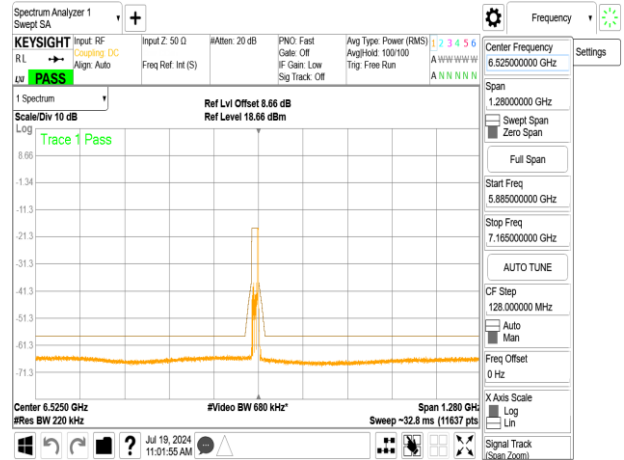 Spectrum Analyzer 1
Swept SA
Frequency
KEYSIGHT
Input: RF
Coupling: DC
Align: Auto
Input Z: 50 Ω
Freq Ref: Int (S)
#Atten: 20 dB
PNO: Fast
Gate: Off
IF Gain: Low
Sig Track: Off
Avg Type: Power (RMS)
Avg|Hold: 100/100
Trig: Free Run
1 2 3 4 5 6
A W W W W W
A N N N N N
RL
LW PASS
1 Spectrum
Scale/Div 10 dB
Ref Lvl Offset 8.66 dB
Ref Level 18.66 dBm
Log
Trace 1 Pass
8.66
-1.34
-11.3
-21.3
-31.3
-41.3
-51.3
-61.3
-71.3
Center 6.5250 GHz
#Res BW 220 kHz
#Video BW 680 kHz*
Span 1.280 GHz
Sweep ~32.8 ms (11637 pts
Jul 19, 2024
11:01:55 AM
Center Frequency
6.525000000 GHz
Settings
Span
1.28000000 GHz
Swept Span
Zero Span
Full Span
Start Freq
5.885000000 GHz
Stop Freq
7.165000000 GHz
AUTO TUNE
CF Step
128.000000 MHz
Auto
Man
Freq Offset
0 Hz
X Axis Scale
Log
Lin
Signal Track
(Span Zoom)